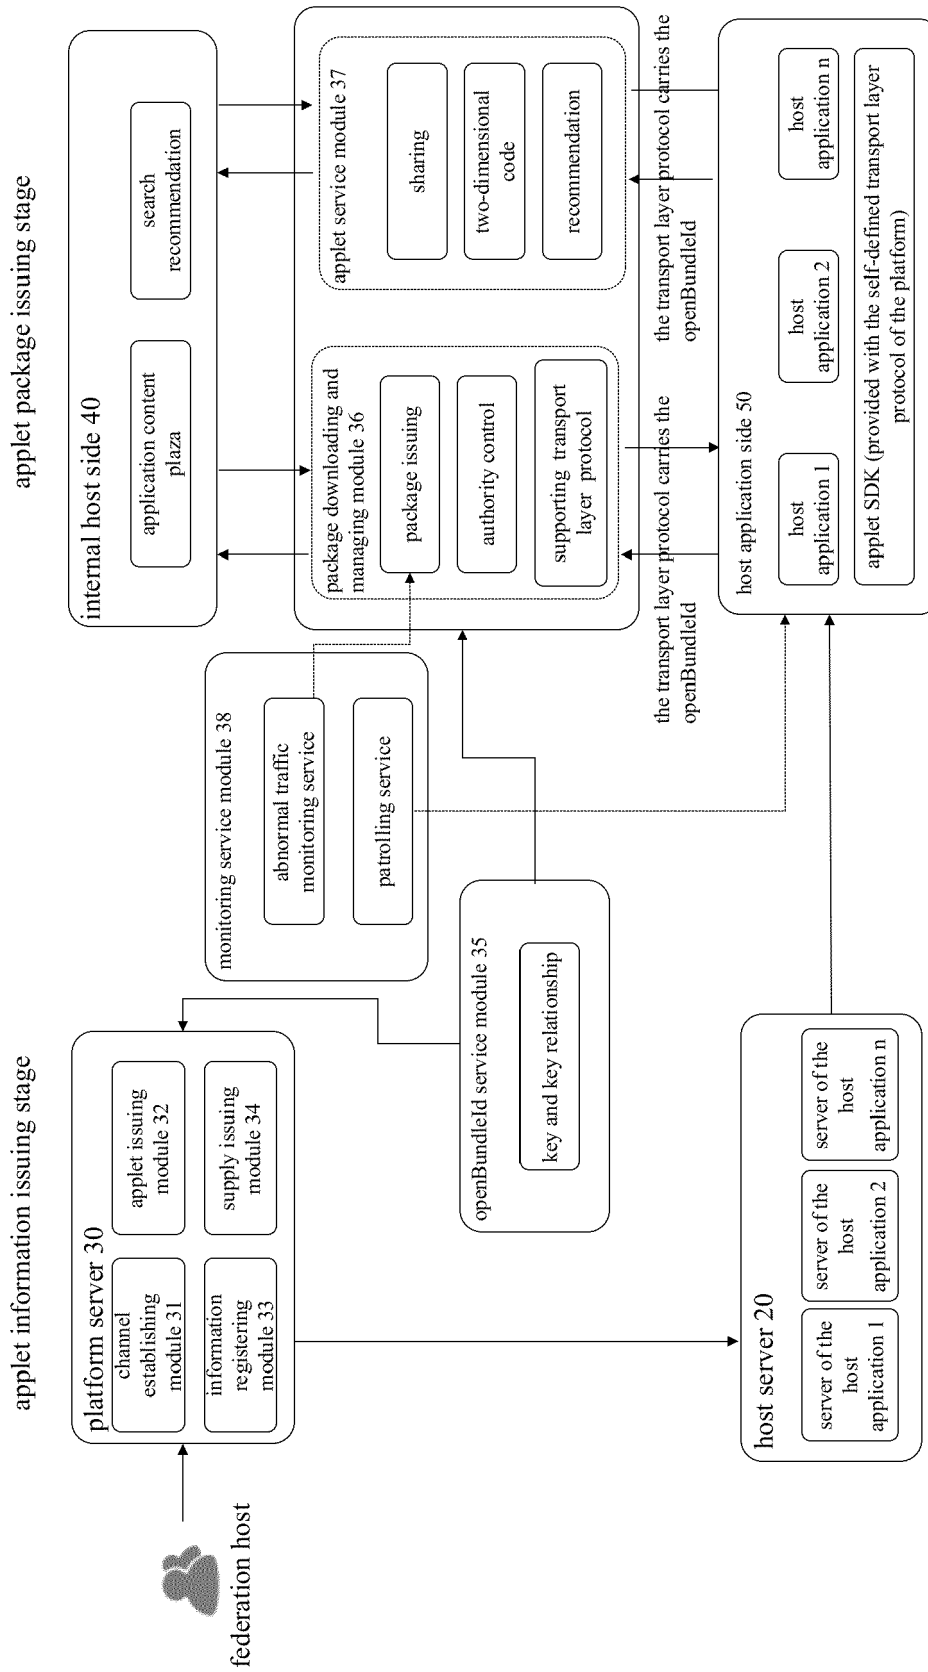 applet information issuing stage
applet package issuing stage
federation host
platform server 30
channel
establishing
module 31
applet issuing
module 32
information
registering
module 33
supply issuing
module 34
openBundleId service module 35
key and key relationship
monitoring service module 38
abnormal traffic
monitoring service
patrolling service
host server 20
server of the
host
application 1
server of the
host
application 2
server of the
host
application n
internal host side 40
application content
plaza
search
recommendation
package downloading and
managing module 36
package issuing
authority control
supporting transport
layer protocol
applet service module 37
sharing
two-dimensional
code
recommendation
the transport layer protocol carries the
openBundleId
the transport layer protocol carries the
openBundleId
host application side 50
host
application 1
host
application 2
host
application n
applet SDK (provided with the self-defined transport layer
protocol of the platform)